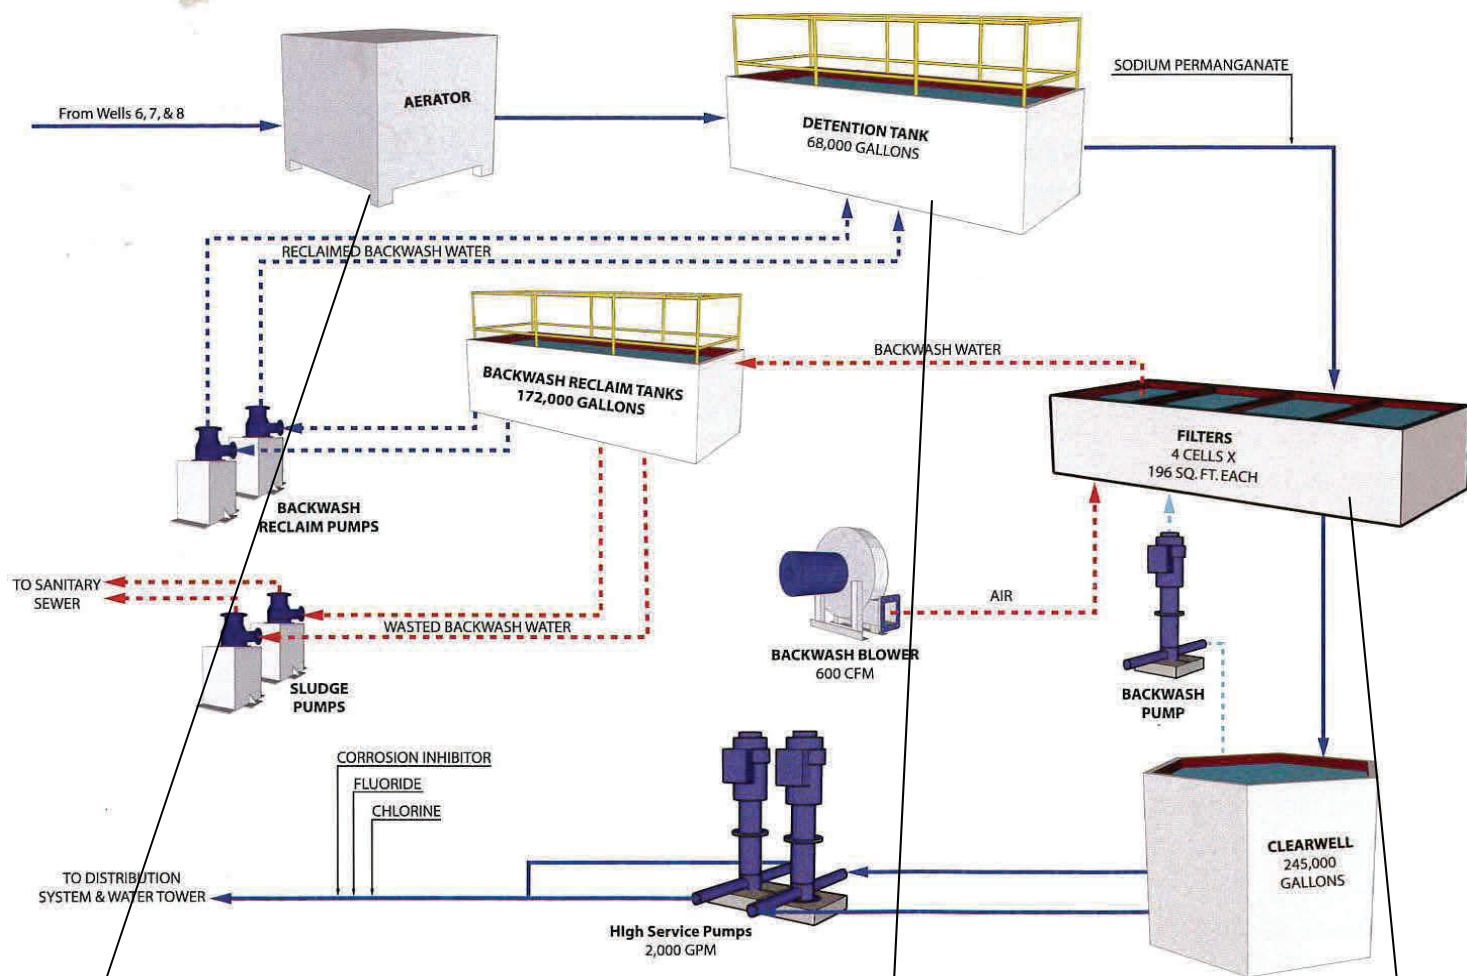 SODIUM PERMANGANATE
AERATOR
From Wells 6, 7, & 8
DETENTION TANK
68,000 GALLONS
RECLAIMED BACKWASH WATER
BACKWASH WATER
BACKWASH RECLAIM TANKS
172,000 GALLONS
FILTERS
4 CELLS X
196 SQ. FT. EACH
BACKWASH
RECLAIM PUMPS
TO SANITARY
SEWER
WASTED BACKWASH WATER
AIR
BACKWASH BLOWER
600 CFM
BACKWASH
PUMP
SLUDGE
PUMPS
CORROSION INHIBITOR
FLUORIDE
CHLORINE
CLEARWELL
245,000
GALLONS
TO DISTRIBUTION
SYSTEM & WATER TOWER
HIgh Service Pumps
2,000 GPM